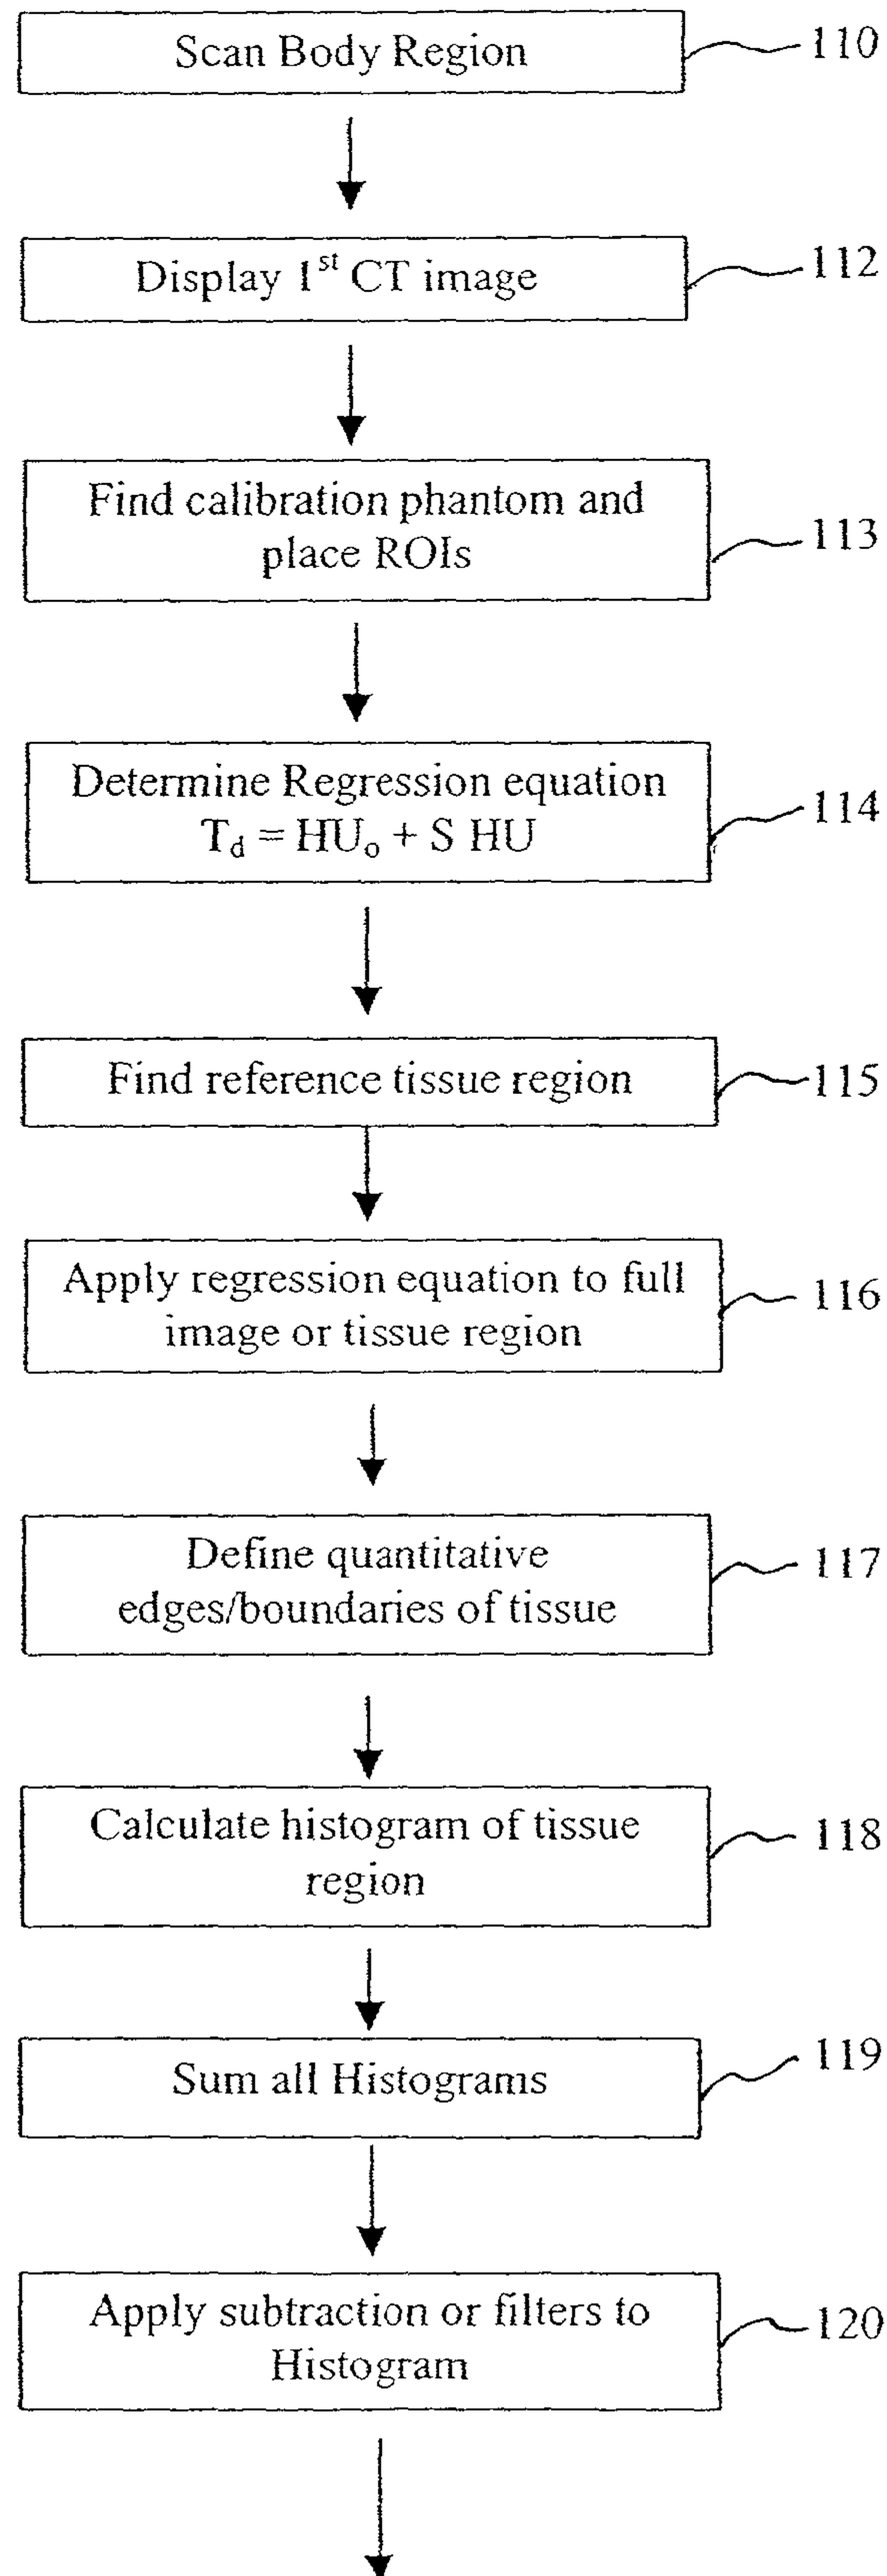 Scan Body Region
110
Display 1st CT image
112
Find calibration phantom and
place ROIs
113
Determine Regression equation
Td = HUo + S HU
114
Find reference tissue region
115
Apply regression equation to full
image or tissue region
116
Define quantitative
edges/boundaries of tissue
117
Calculate histogram of tissue
region
118
Sum all Histograms
119
Apply subtraction or filters to
Histogram
120